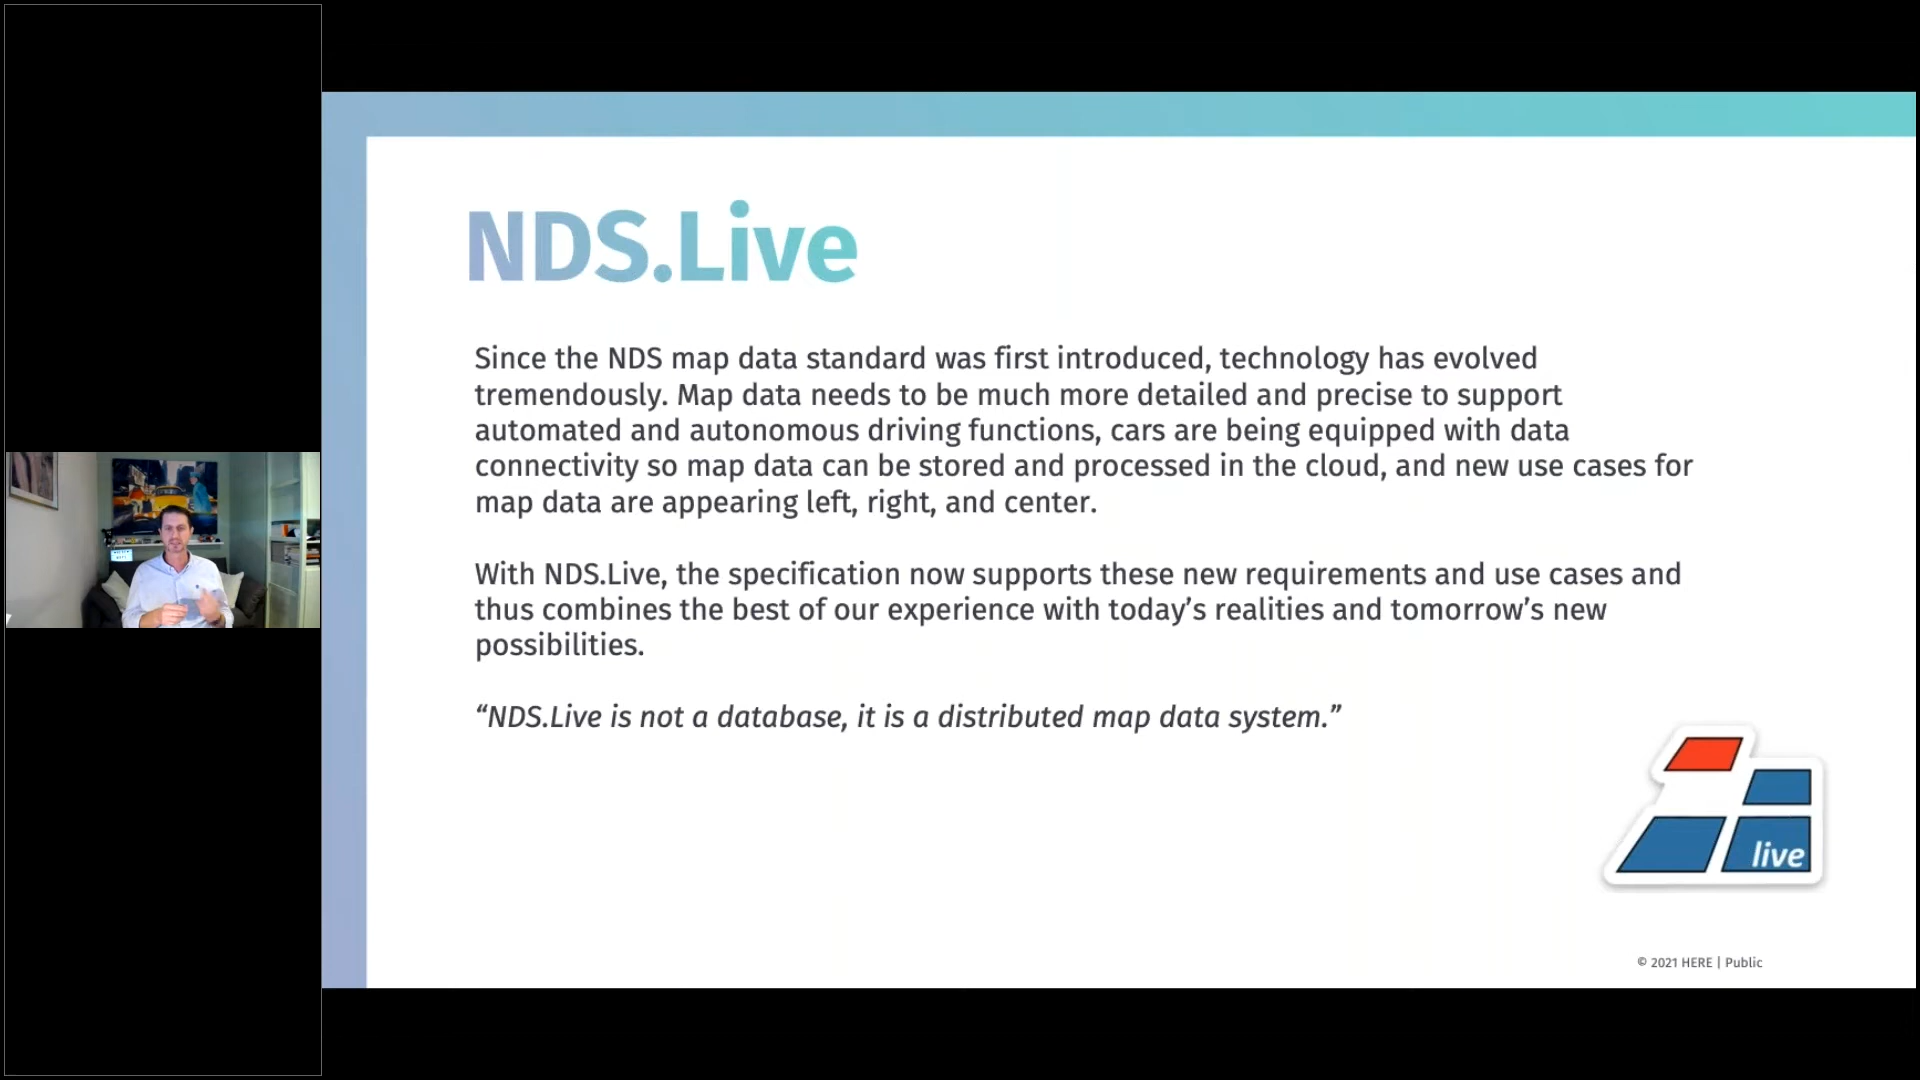 NDS.Live
Since the NDS map data standard was first introduced, technology has evolved
tremendously. Map data needs to be much more detailed and precise to support
automated and autonomous driving functions, cars are being equipped with data
connectivity so map data can be stored and processed in the cloud, and new use cases for
map data are appearing left, right, and center.
With NDS.Live, the specification now supports these new requirements and use cases and
thus combines the best of our experience with today’s realities and tomorrow’s new
possibilities.
“NDS.Live is not a database, it is a distributed map data system.”
live
© 2021 HERE | Public